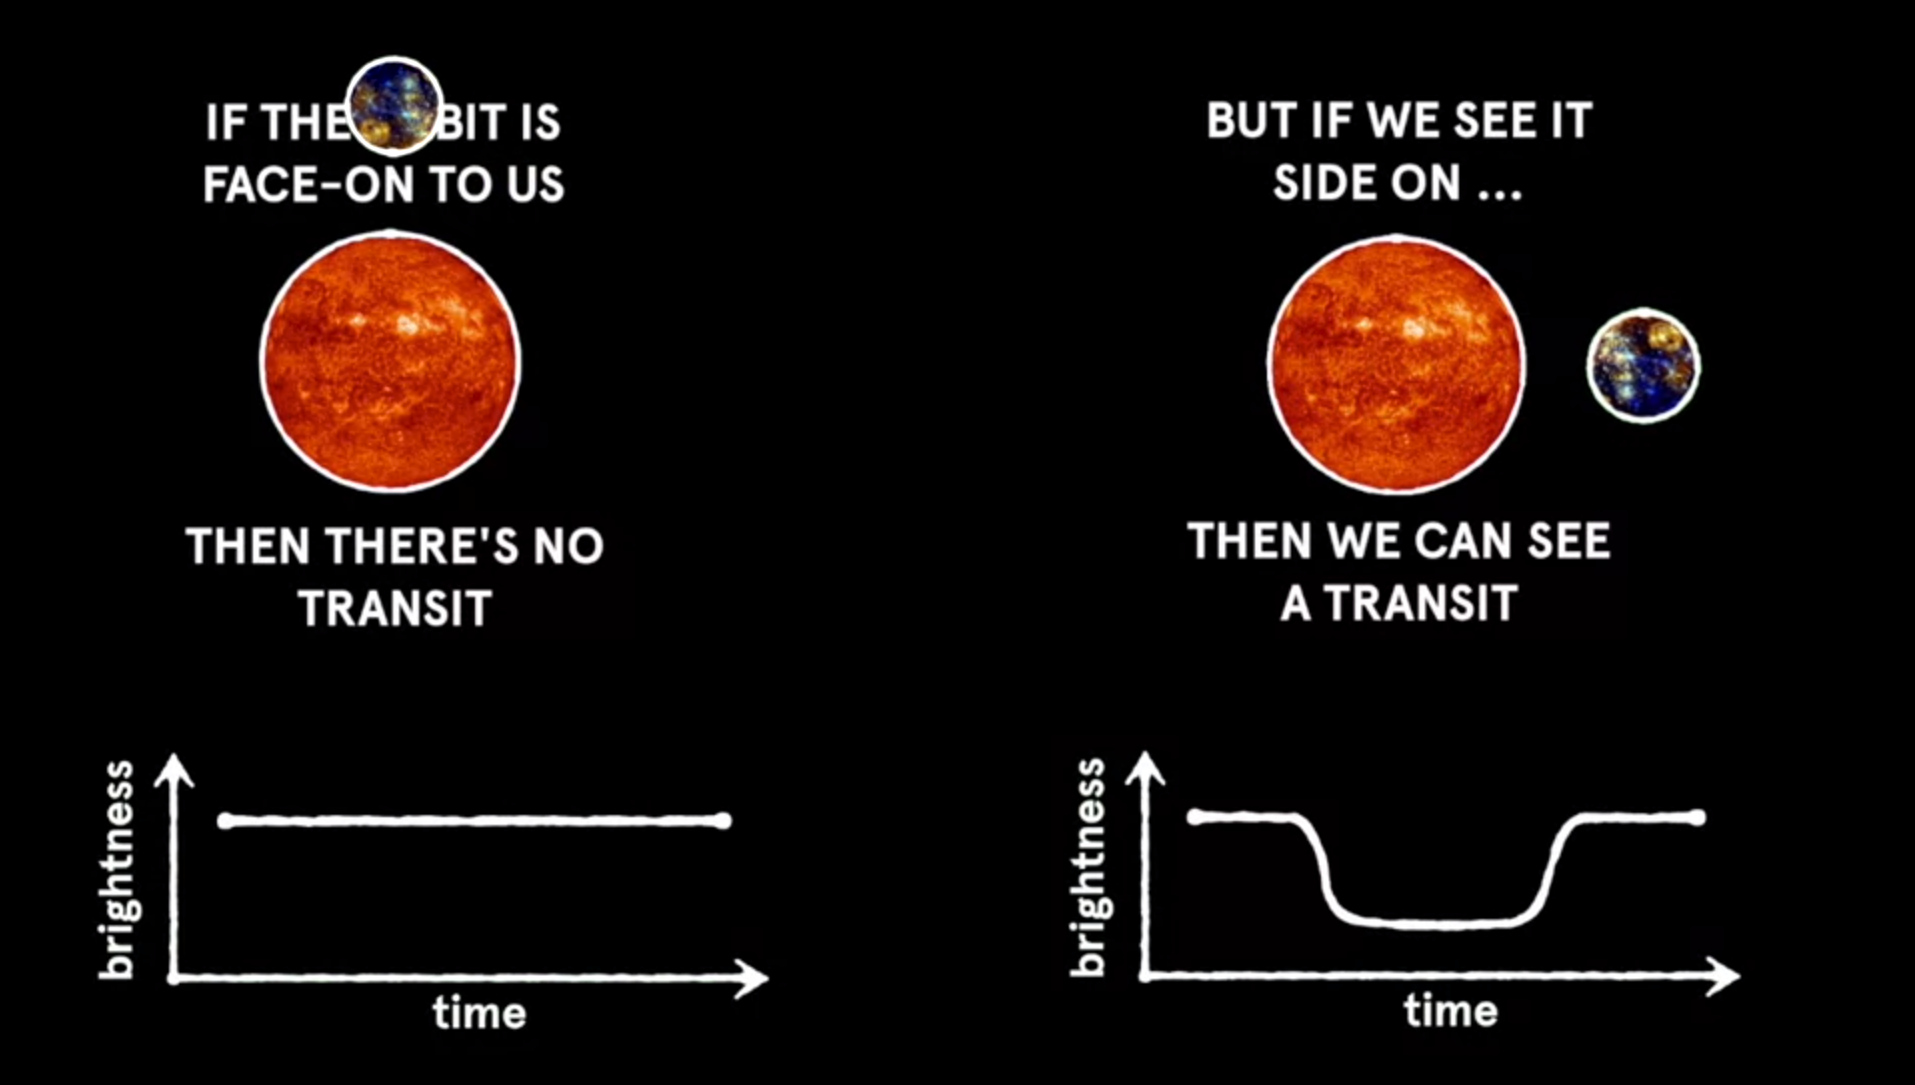 IF THE BIT IS
FACE-ON TO US
THEN THERE'S NO
TRANSIT
brightness
time
BUT IF WE SEE IT
SIDE ON ...
THEN WE CAN SEE
A TRANSIT
brightness
time